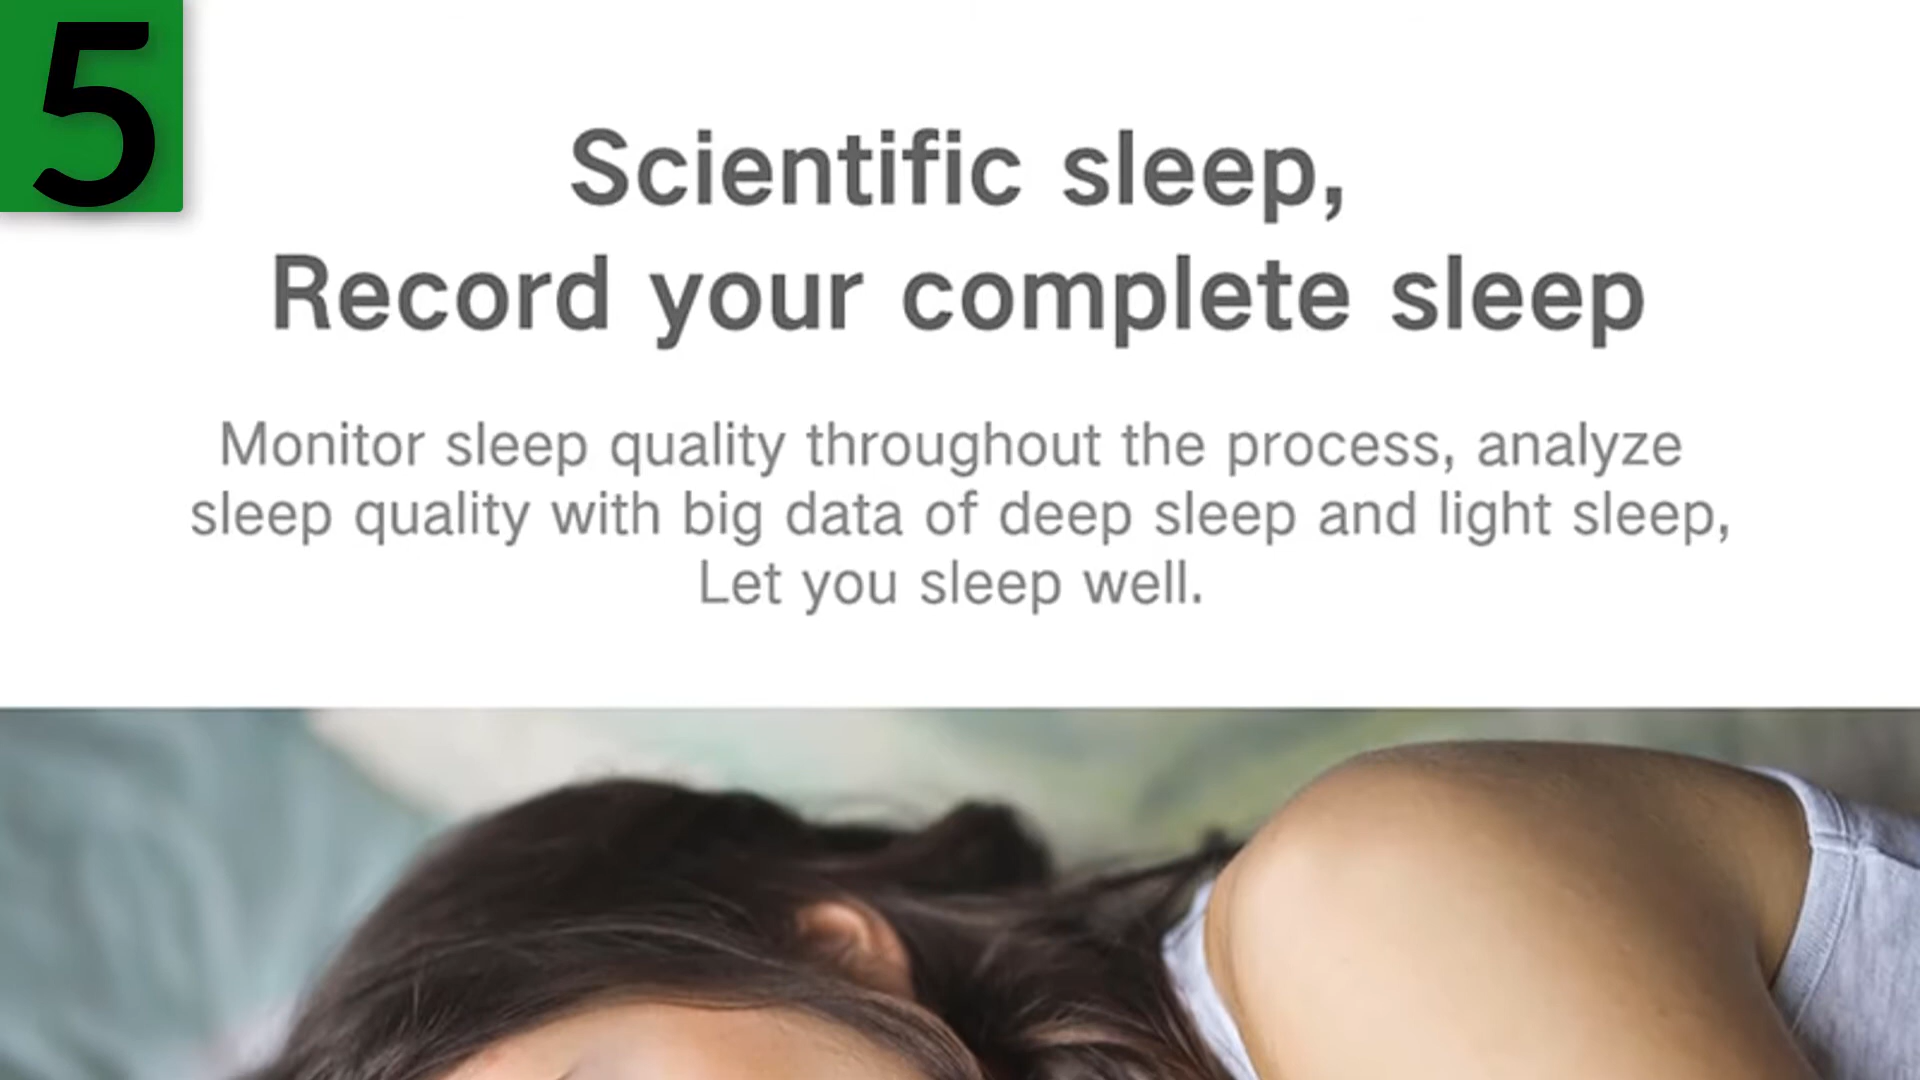 5
Scientific sleep,
Record your complete sleep
Monitor sleep quality throughout the process, analyze
sleep quality with big data of deep sleep and light sleep,
Let you sleep well.